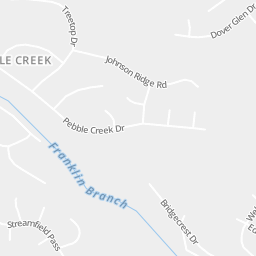 Treetop Dr
Dover Glen Dr
LE CREEK
Johnson Ridge Rd
Pebble Creek Dr
Franklin Branch
Bridgecrest Dr
Streamfield Pass